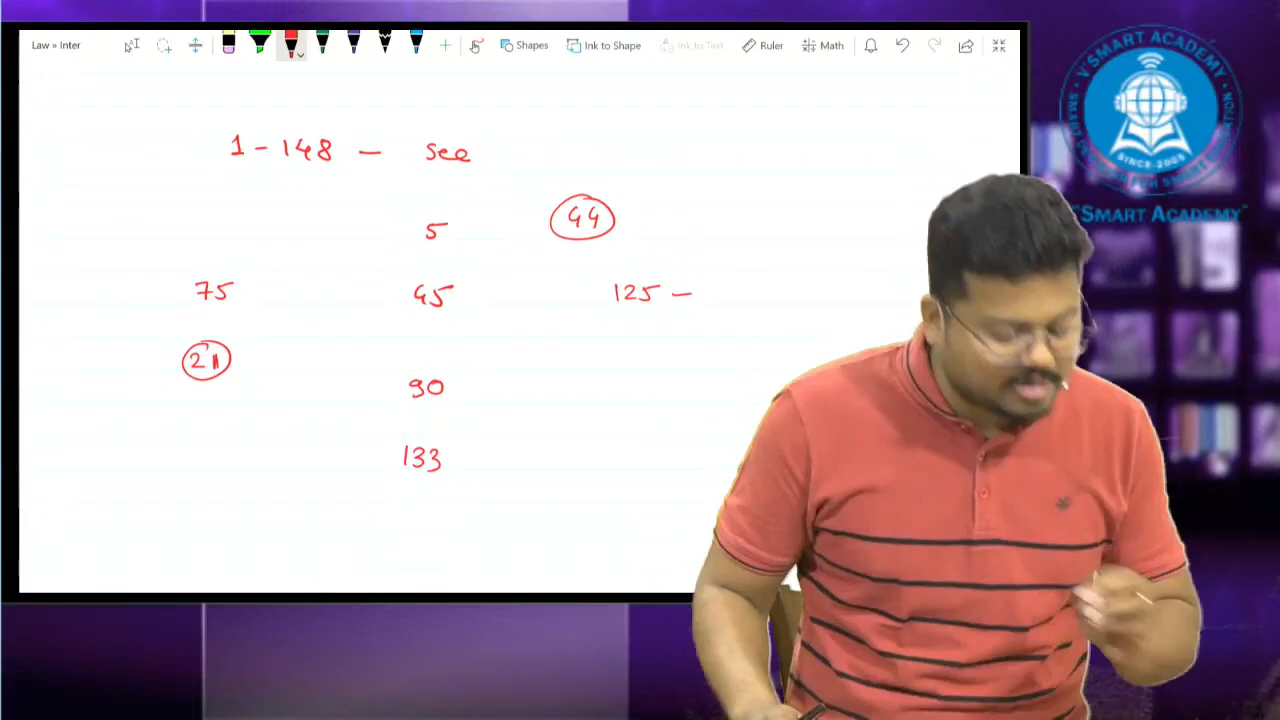 Law » Inter
Shapes
Ink to Shape
Ink to Text
Ruler
Math
1 - 148 - see
44
5
75
45
125 -
21
90
133
V'SMART ACADEMY
SINCE-2005
V'SMART ACADEMY